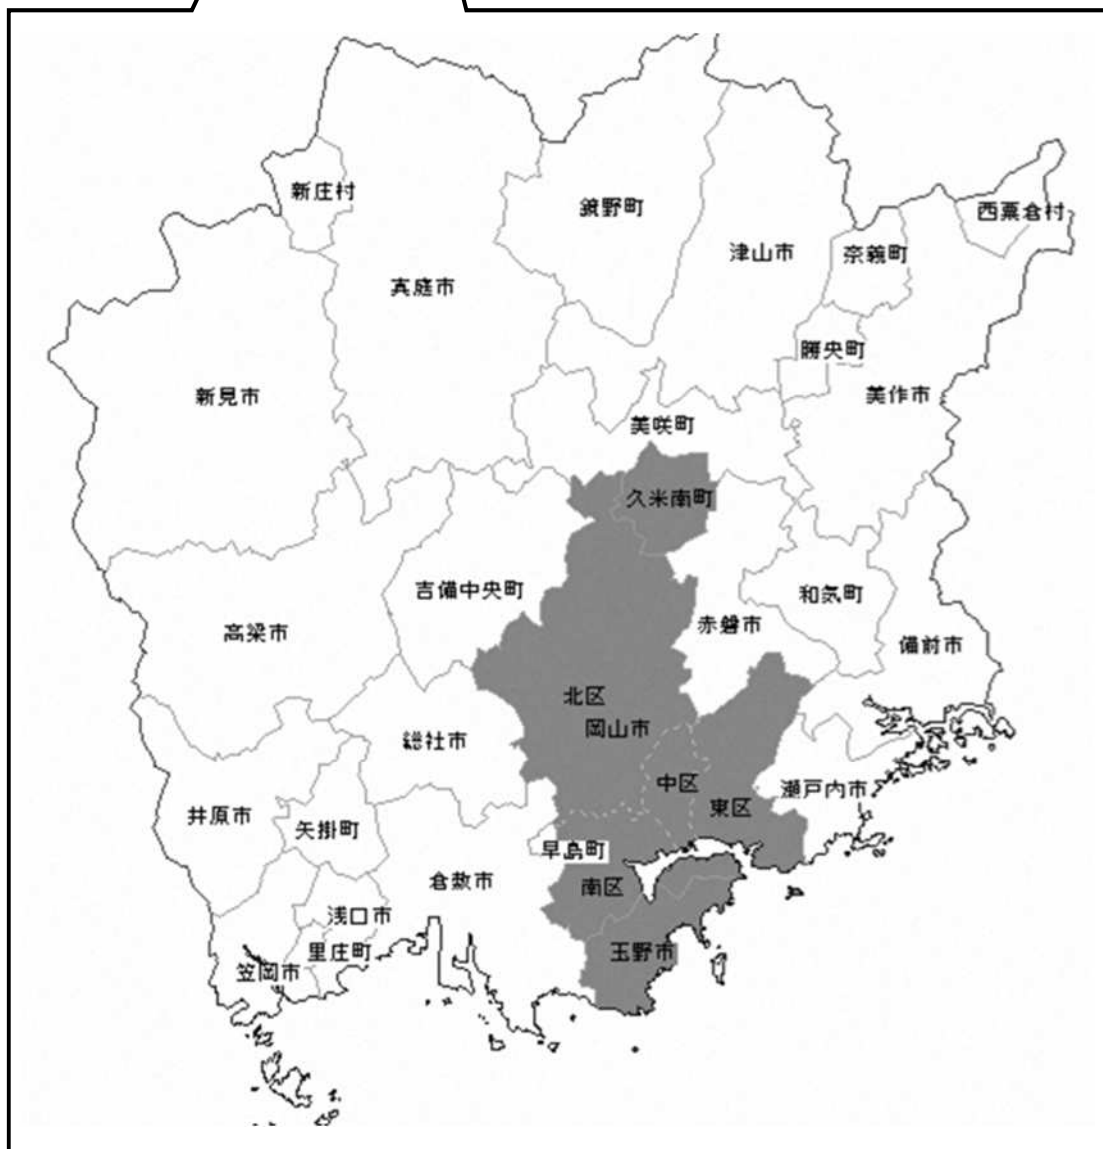 新庄村
鏡野町
西粟倉村
津山市
奈義町
真庭市
勝央町
新見市
美作市
美咲町
久米南町
吉備中央町
和気町
赤磐市
高梁市
備前市
北区
岡山市
総社市
中区
瀬戸内市
東区
井原市
矢掛町
早島町
倉敷市
南区
浅口市
里庄町
玉野市
笠岡市